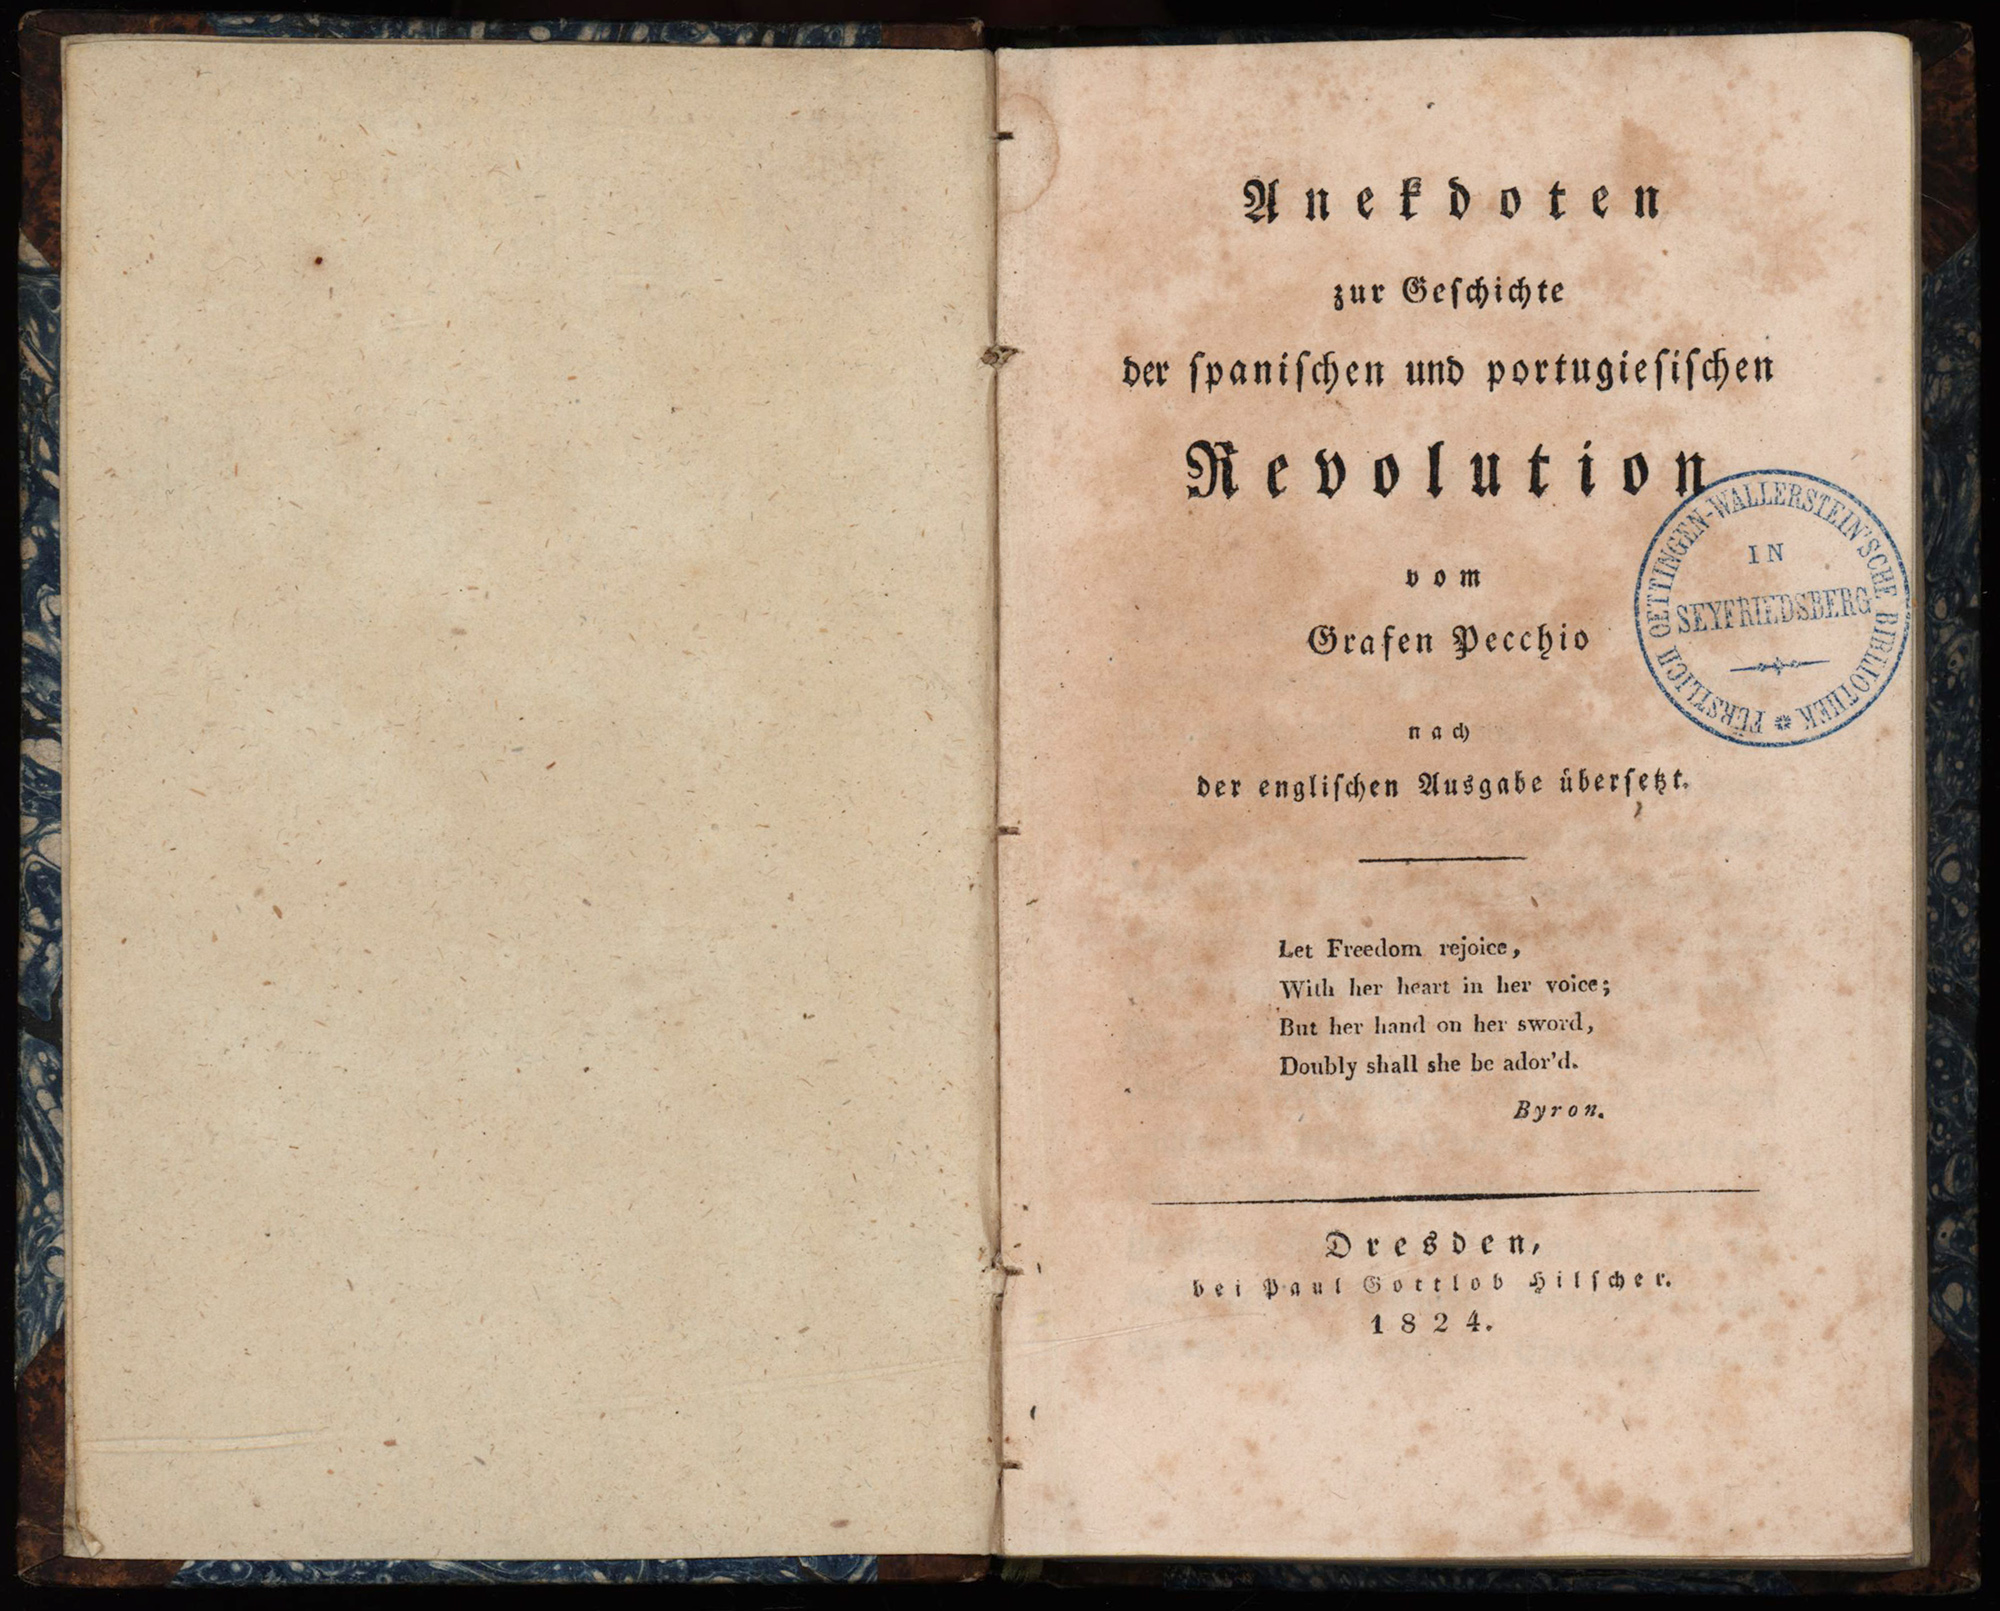 Anekdoten
zur Geſchichte
der ſpaniſchen und portugieſiſchen
Revolution
vom
Grafen Pecchio
nach
der engliſchen Ausgabe überſetzt.
FÜRSTLICH OETTINGEN-WALLERSTEIN'SCHE BIBLIOTHEK
IN
SEYFRIEDSBERG
Let Freedom rejoice,
With her heart in her voice;
But her hand on her sword,
Doubly shall she be ador'd.
Byron.
Dresden,
bei Paul Gottlob Hilſcher.
1824.